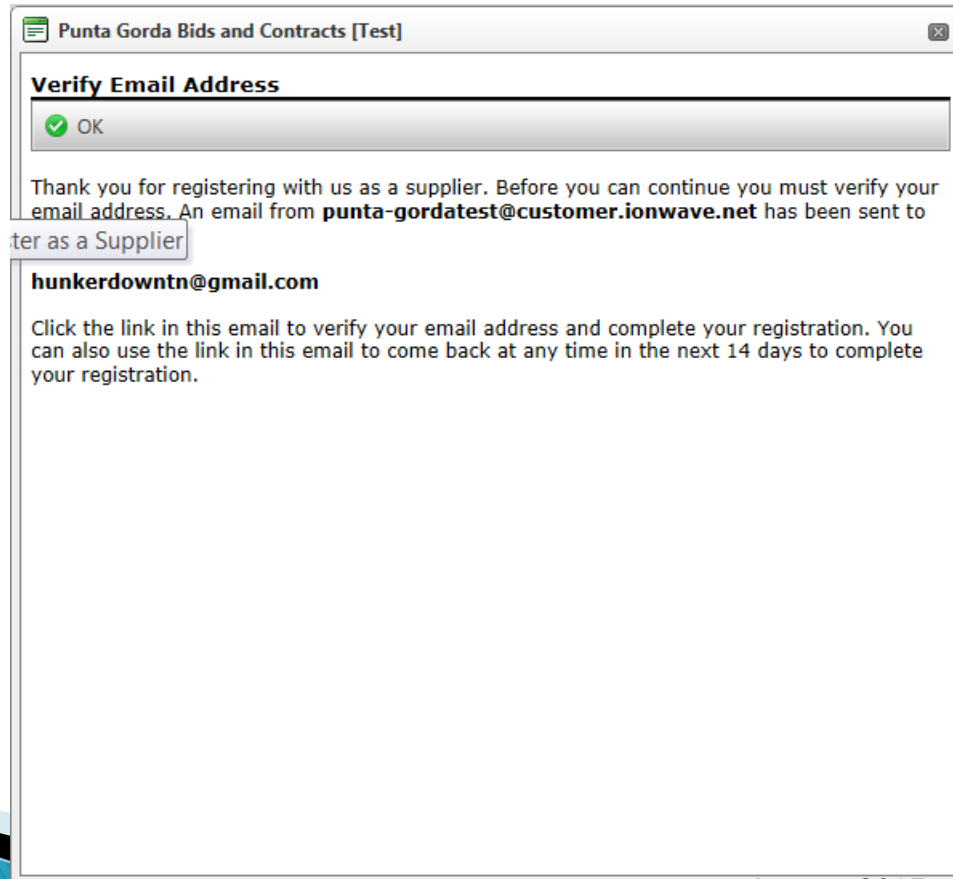 Punta Gorda Bids and Contracts [Test]
Verify Email Address
OK
Thank you for registering with us as a supplier. Before you can continue you must verify your
email address. An email from punta-gordatest@customer.ionwave.net has been sent to
ter as a Supplier
hunkerdowntn@gmail.com
Click the link in this email to verify your email address and complete your registration. You
can also use the link in this email to come back at any time in the next 14 days to complete
your registration.